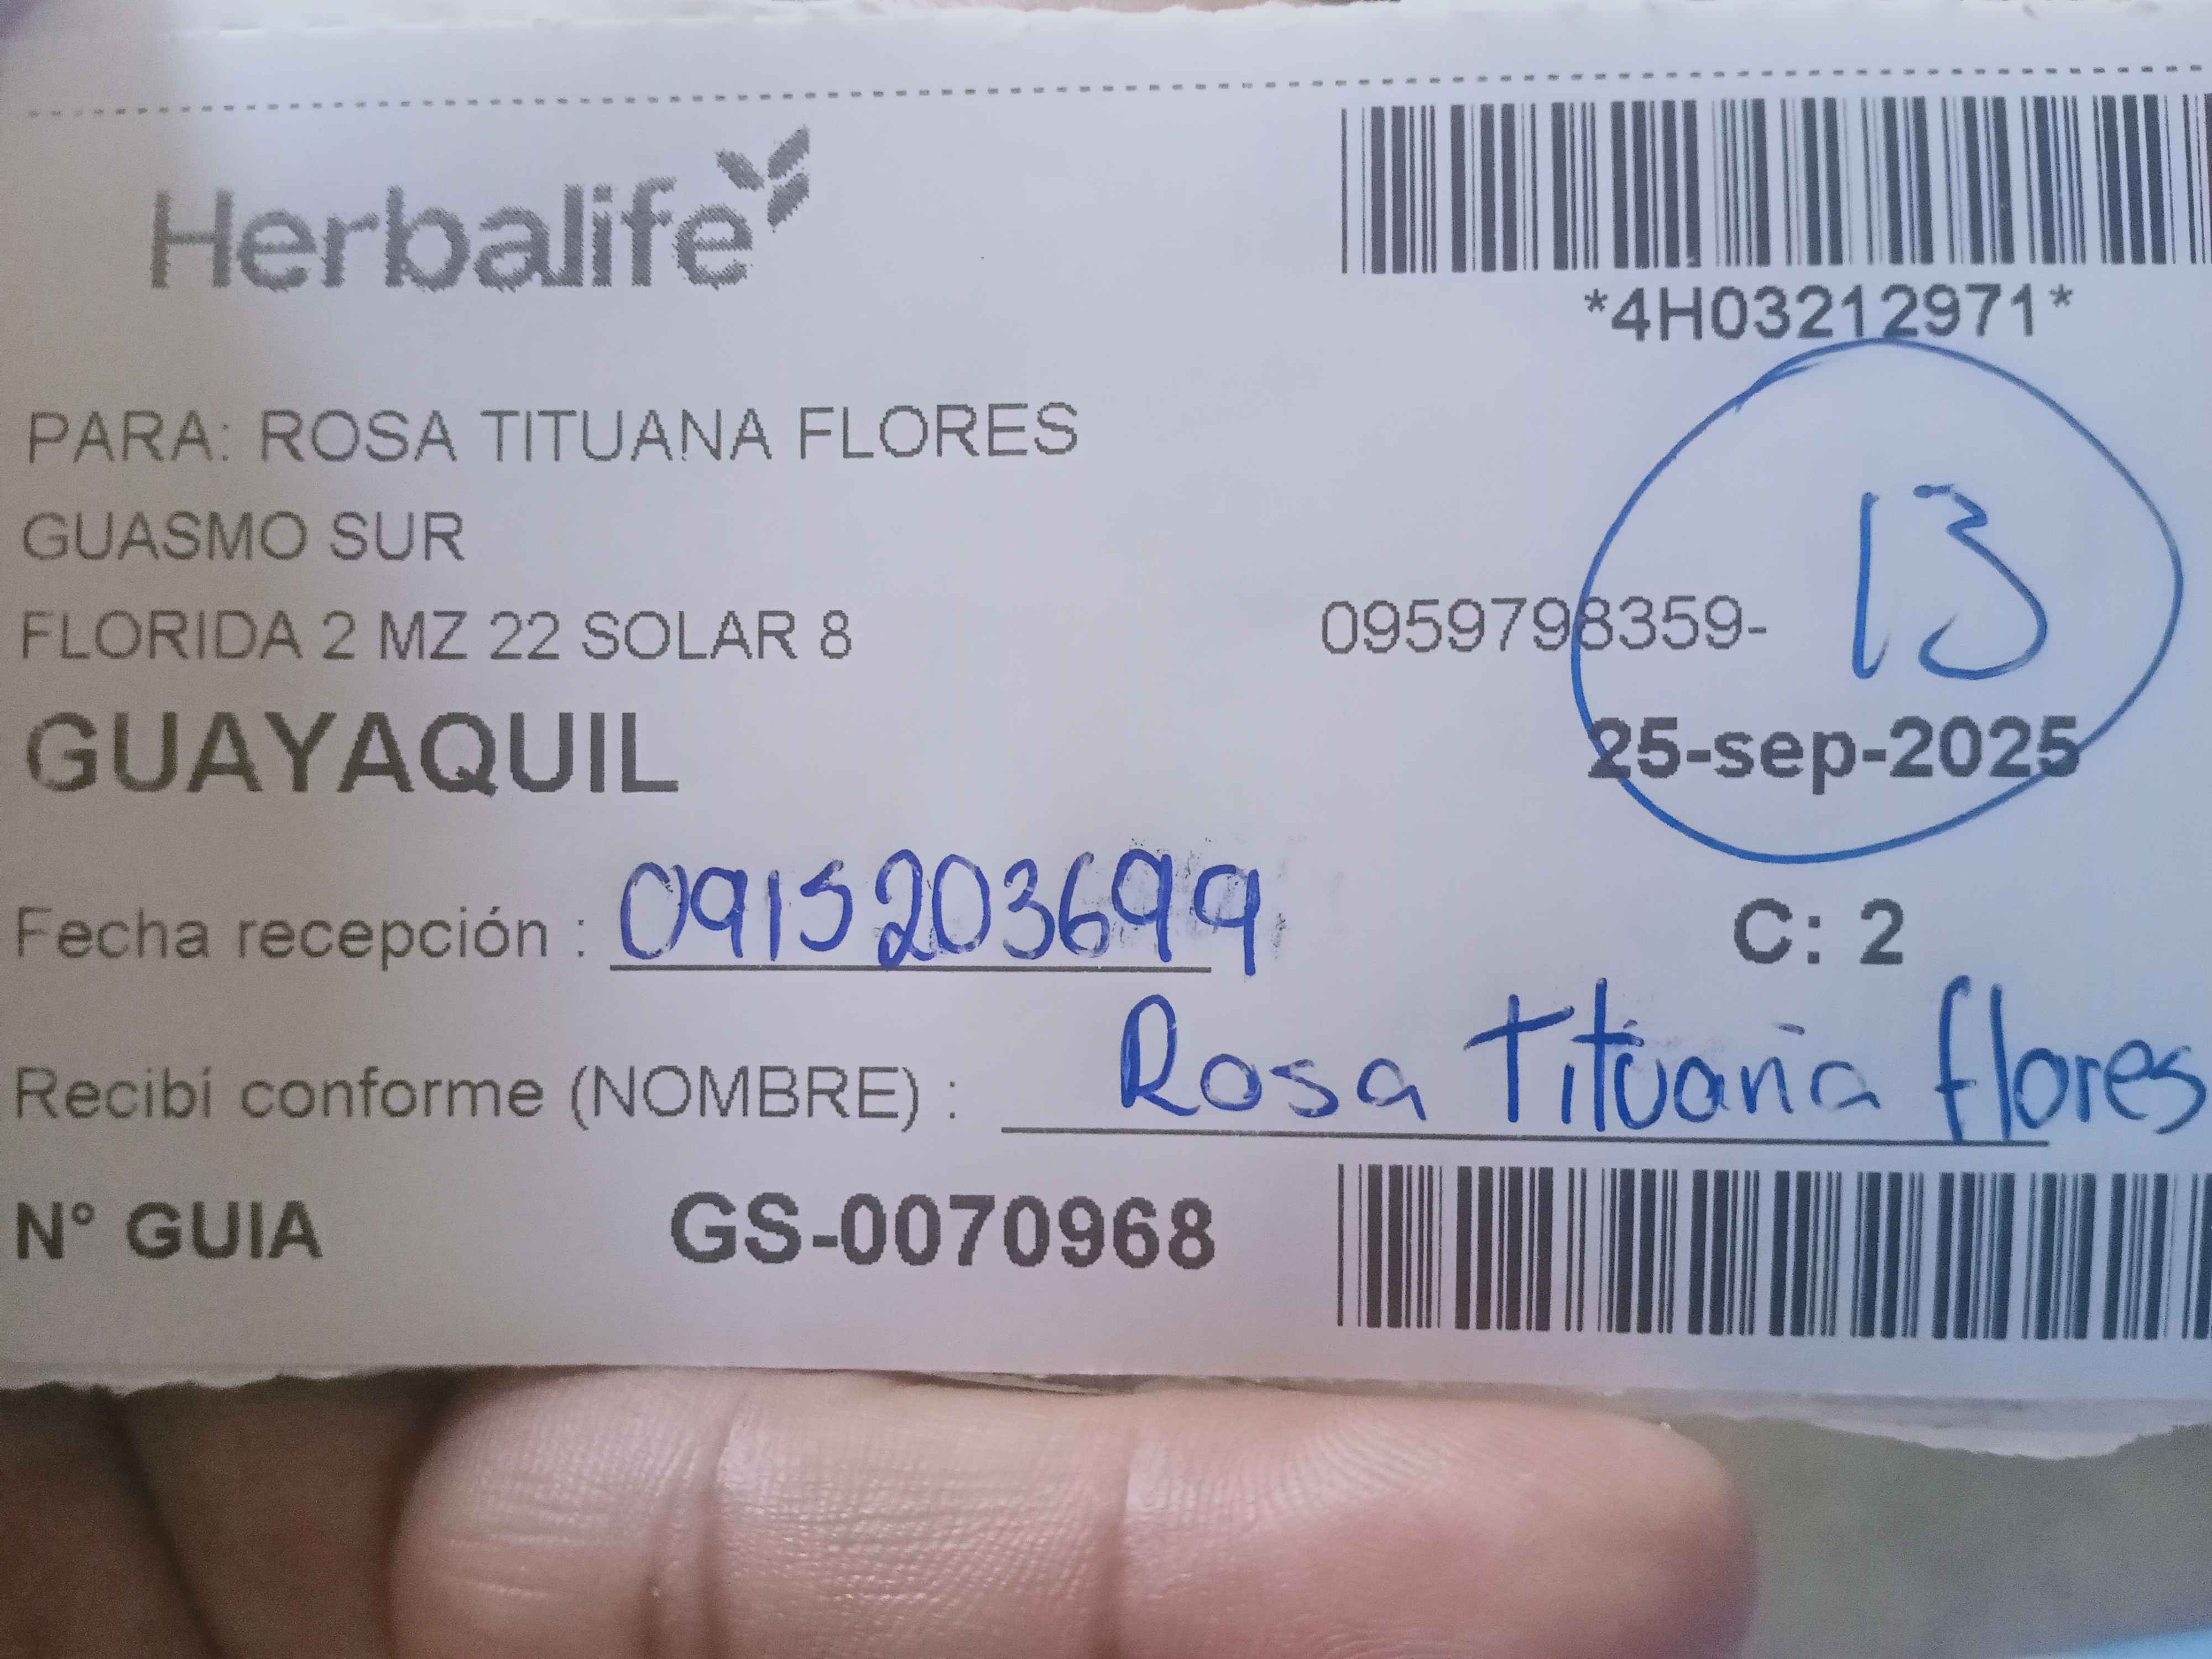 Herbalife
*4H03212971*
PARA: ROSA TITUANA FLORES
GUASMO SUR
FLORIDA 2 MZ 22 SOLAR 8
0959798359-
13
GUAYAQUIL
25-sep-2025
Fecha recepción : 0915203699
C: 2
Recibí conforme (NOMBRE) : Rosa Tituana flores
N° GUIA GS-0070968